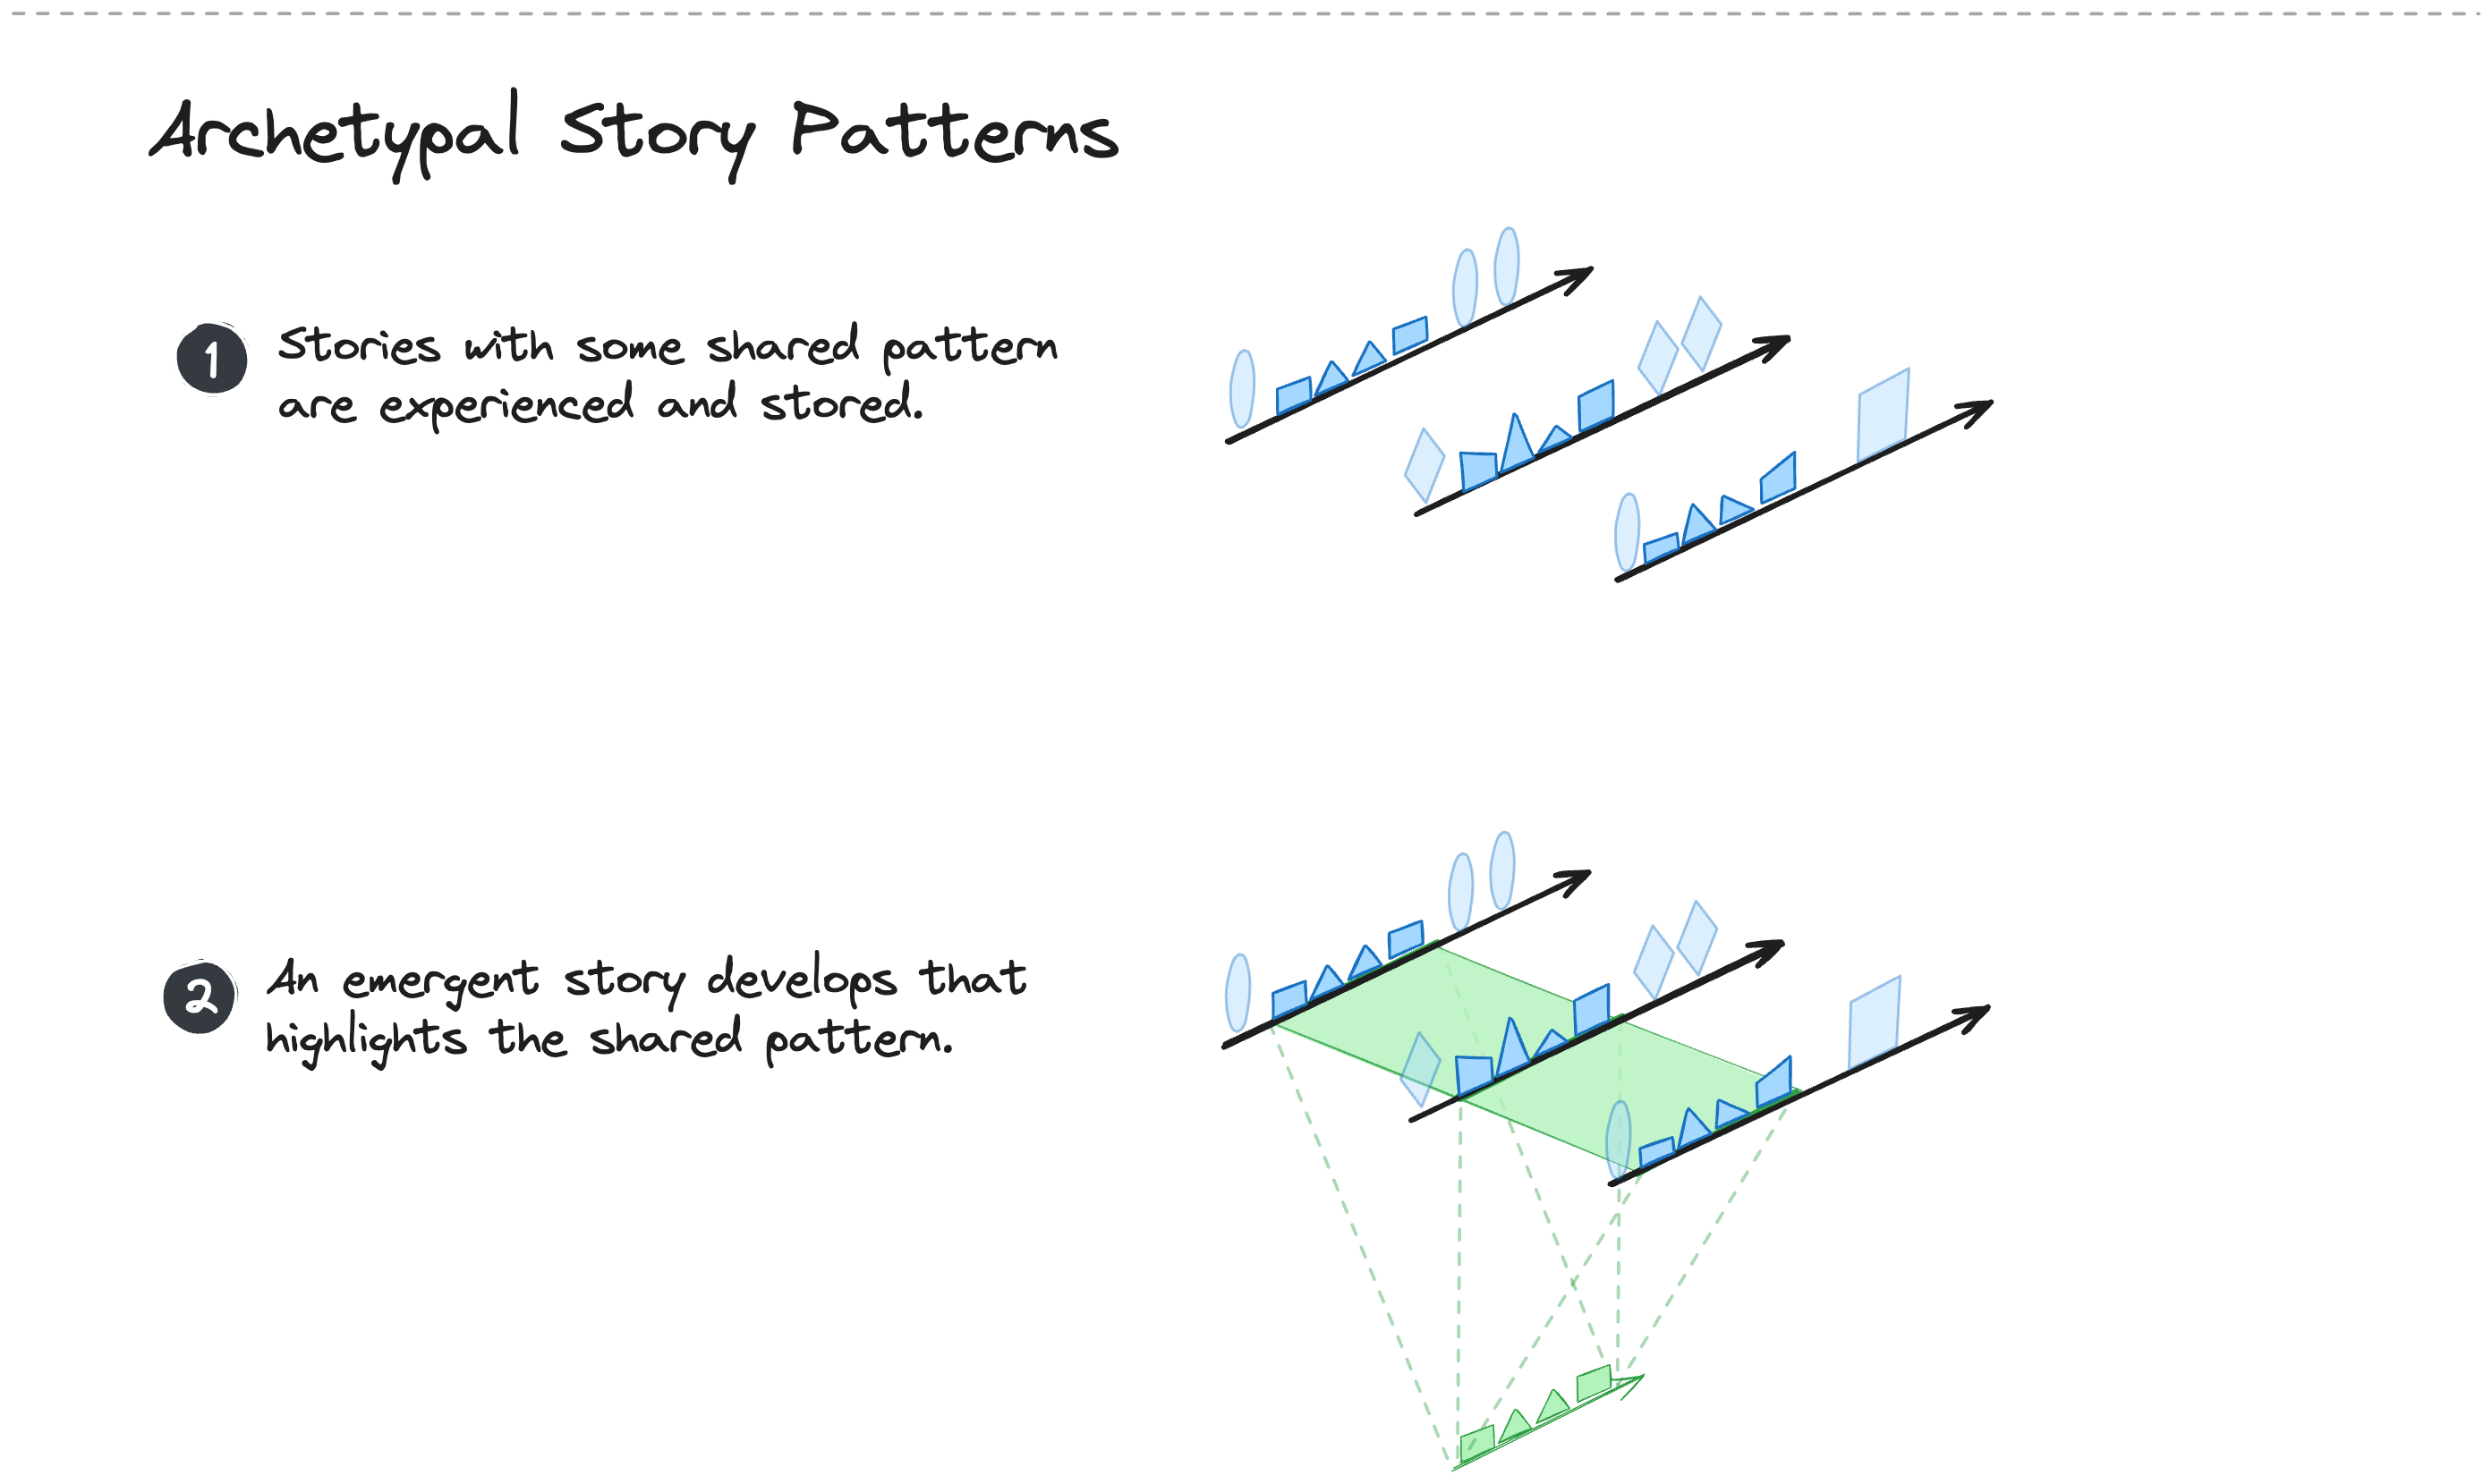 Archetypal Story Patterns
1
Stories with some shared pattern
are experienced and stored.
2
An emergent story develops that
highlights the shared pattern.